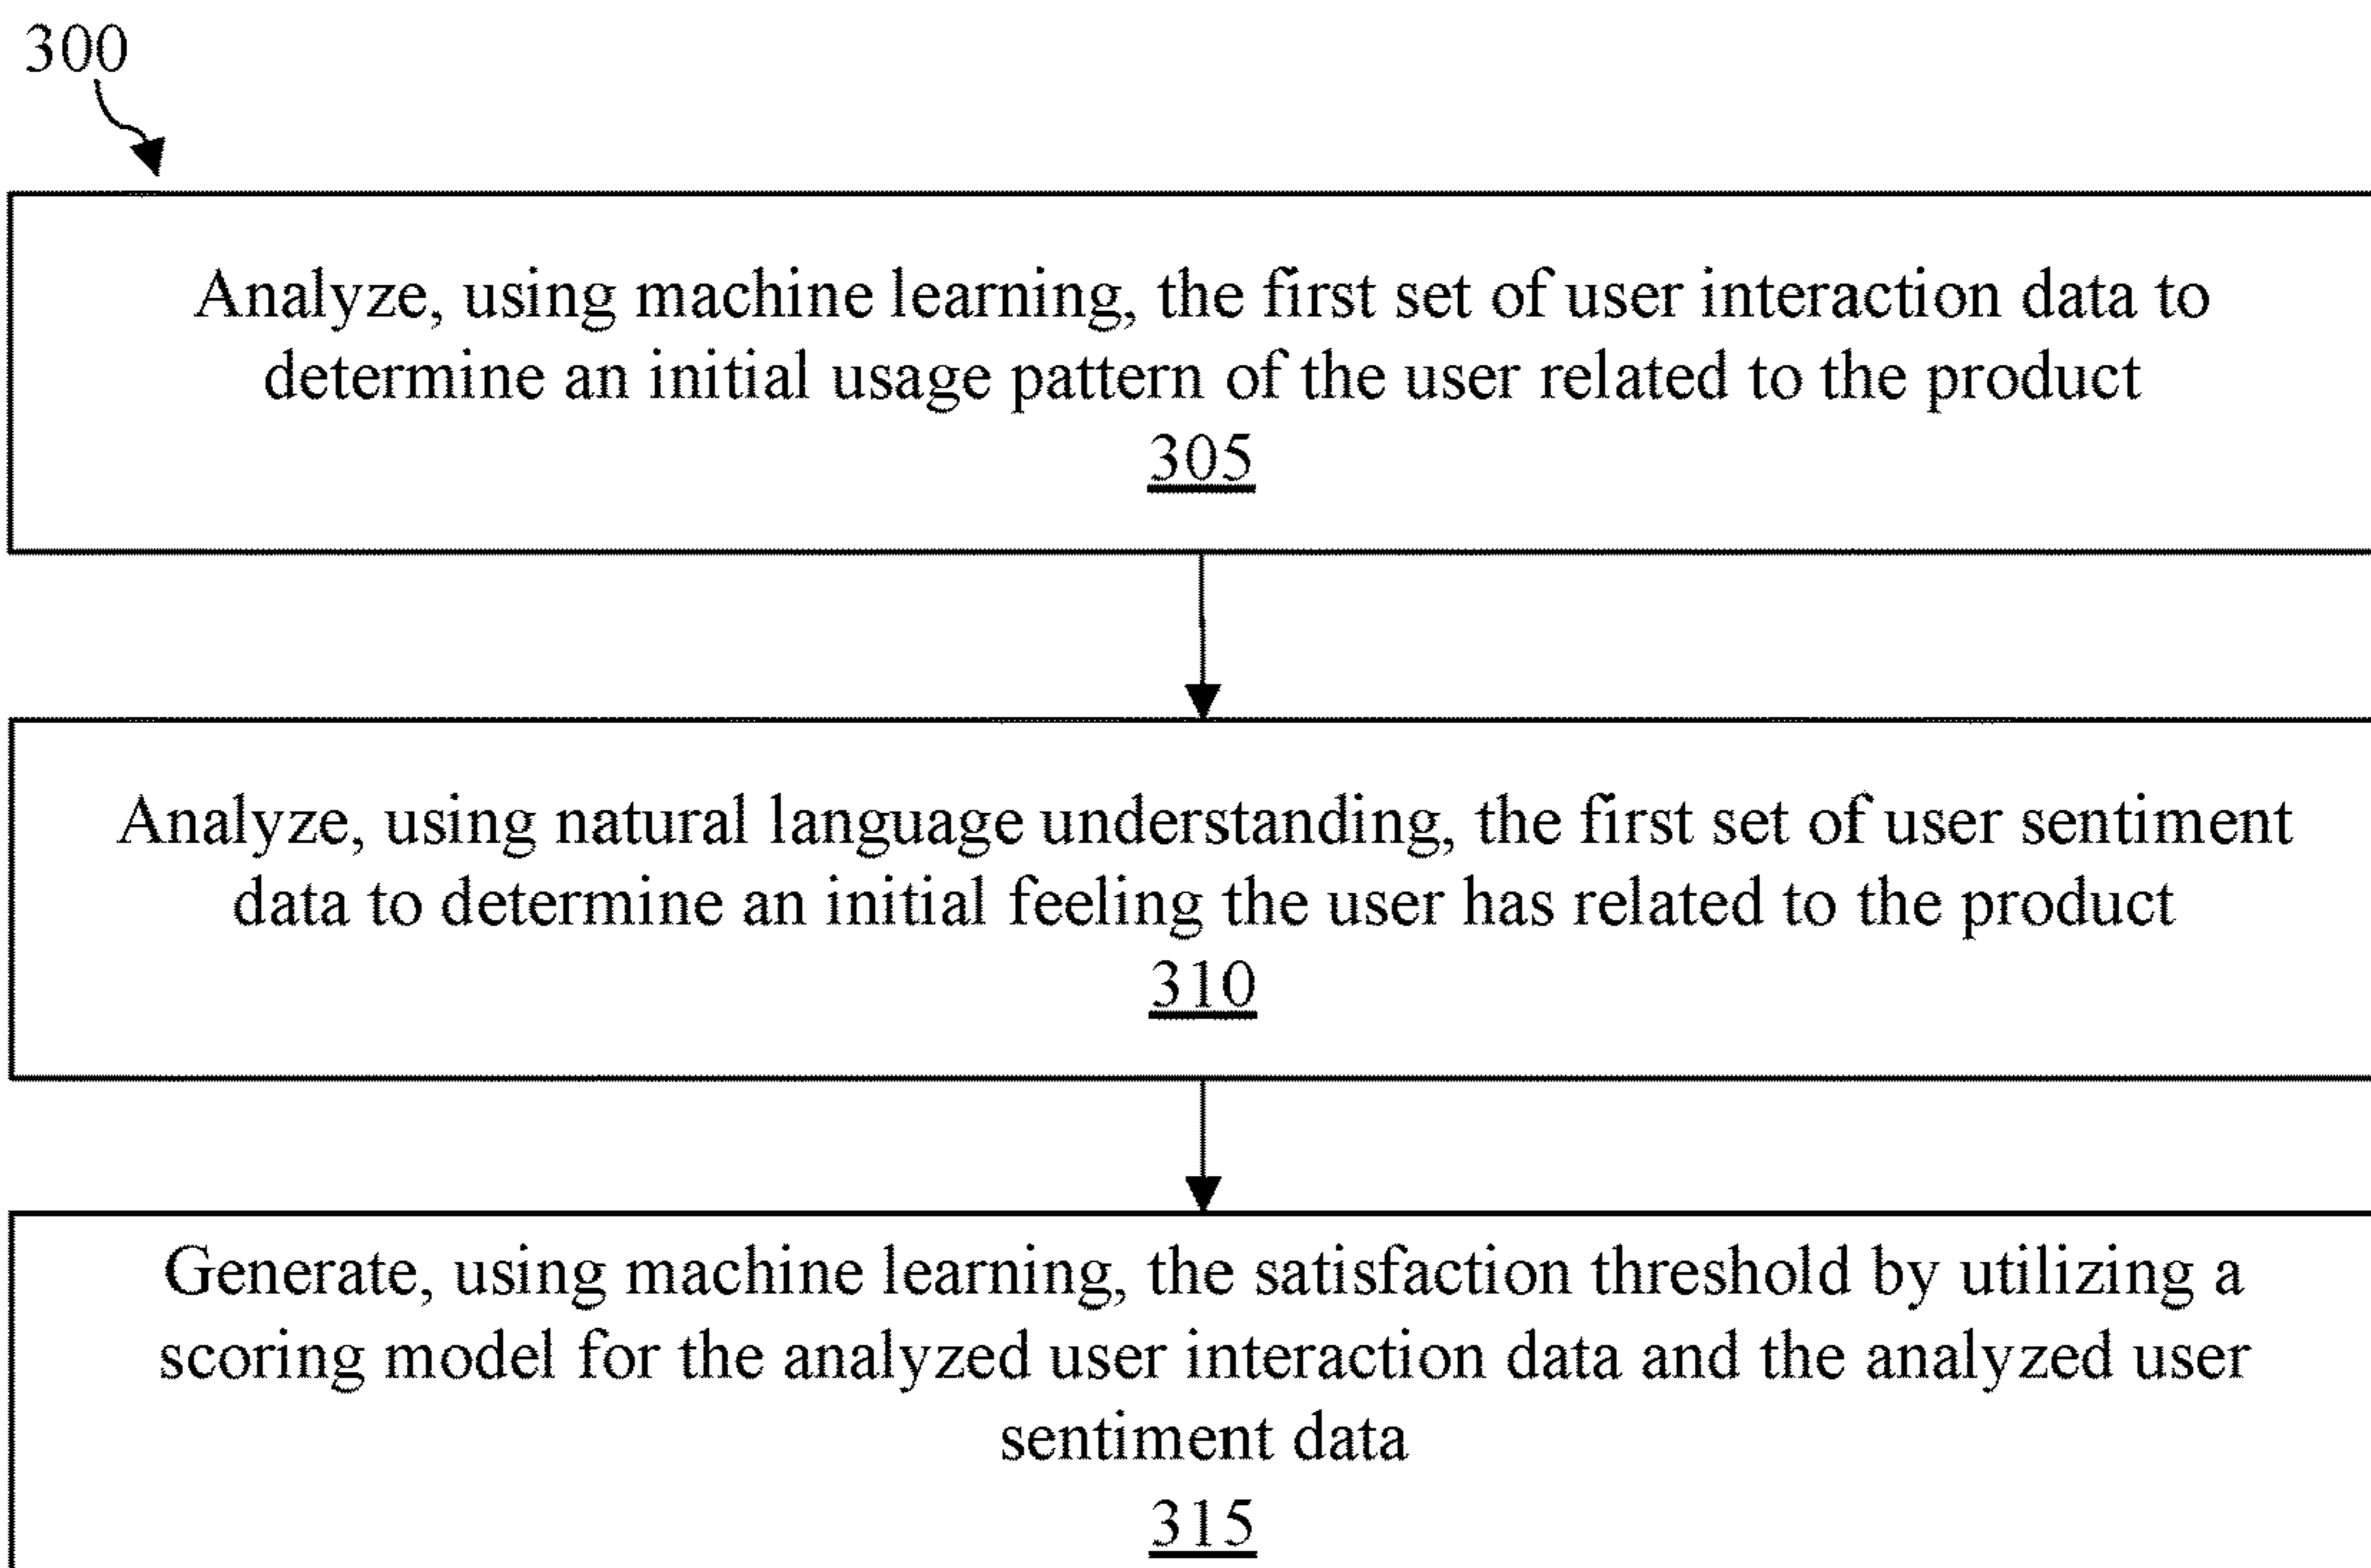 300
Analyze, using machine learning, the first set of user interaction data to
determine an initial usage pattern of the user related to the product
305
Analyze, using natural language understanding, the first set of user sentiment
data to determine an initial feeling the user has related to the product
310
Generate, using machine learning, the satisfaction threshold by utilizing a
scoring model for the analyzed user interaction data and the analyzed user
sentiment data
315